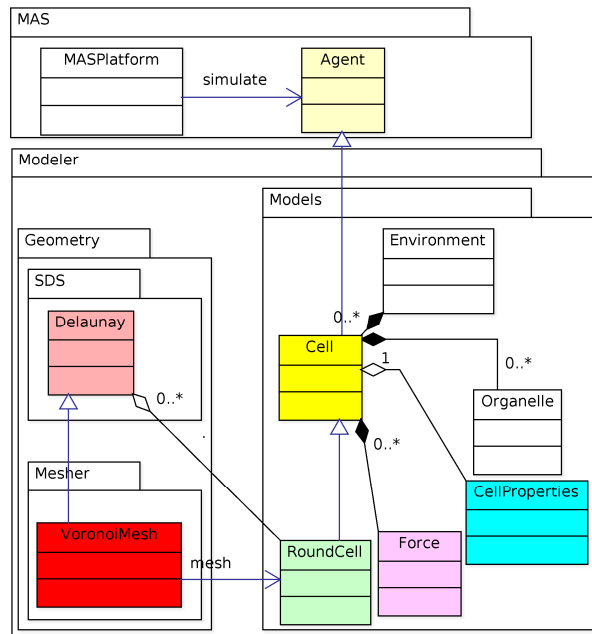 MAS
MASPlatform
simulate
Agent
Modeler
Models
Geometry
Environment
SDS
Delaunay
0..*
Cell
1
0..*
0..*
Organelle
0..*
.
Mesher
CellProperties
VoronoiMesh
mesh
RoundCell
Force